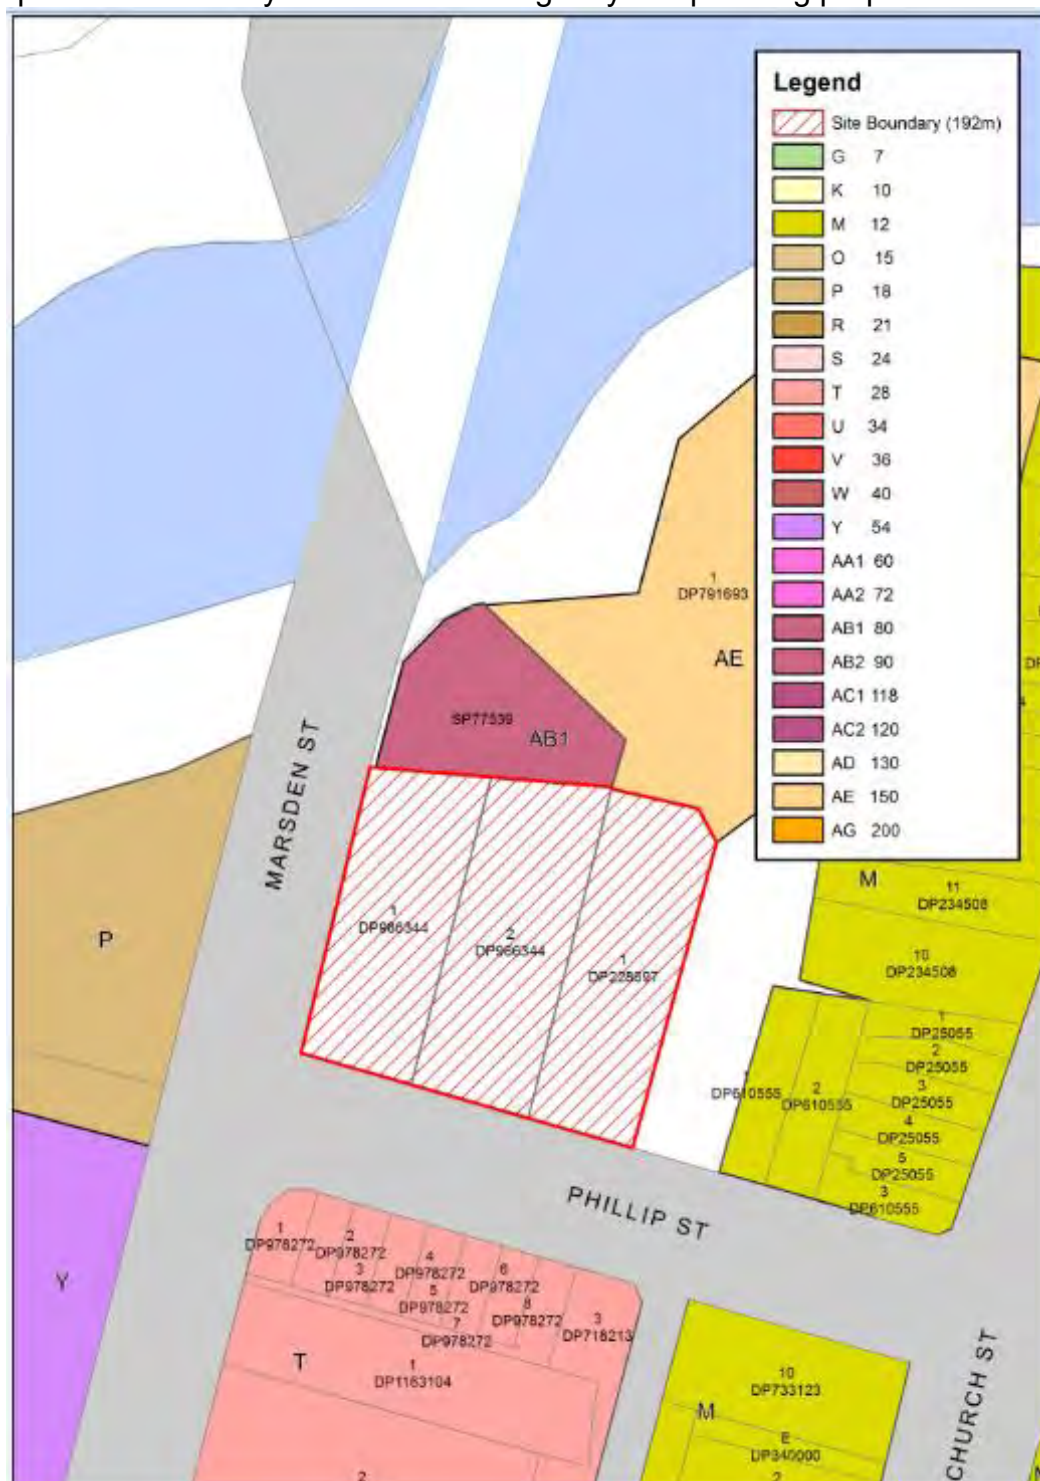 Legend
Site Boundary (192m)
G 7
K 10
M 12
O 15
P 18
R 21
S 24
T 28
U 34
V 36
W 40
Y 54
AA1 60
AA2 72
AB1 80
AB2 90
AC1 118
AC2 120
AD 130
AE 150
AG 200
1
DP791693
AE
SP77539
AB1
MARSDEN ST
1
DP966344
2
DP966344
1
DP228697
P
M
11
DP234508
10
DP234508
1
DP25055
2
DP25055
3
DP25055
4
DP25055
5
DP25055
3
DP610555
1
DP610555
2
DP610555
PHILLIP ST
Y
1
DP978272
2
DP978272
3
DP978272
4
DP978272
5
DP978272
6
DP978272
7
DP978272
8
DP978272
3
DP718213
T
1
DP1163104
2
10
DP733123
M
E
DP340000
2
CHURCH ST